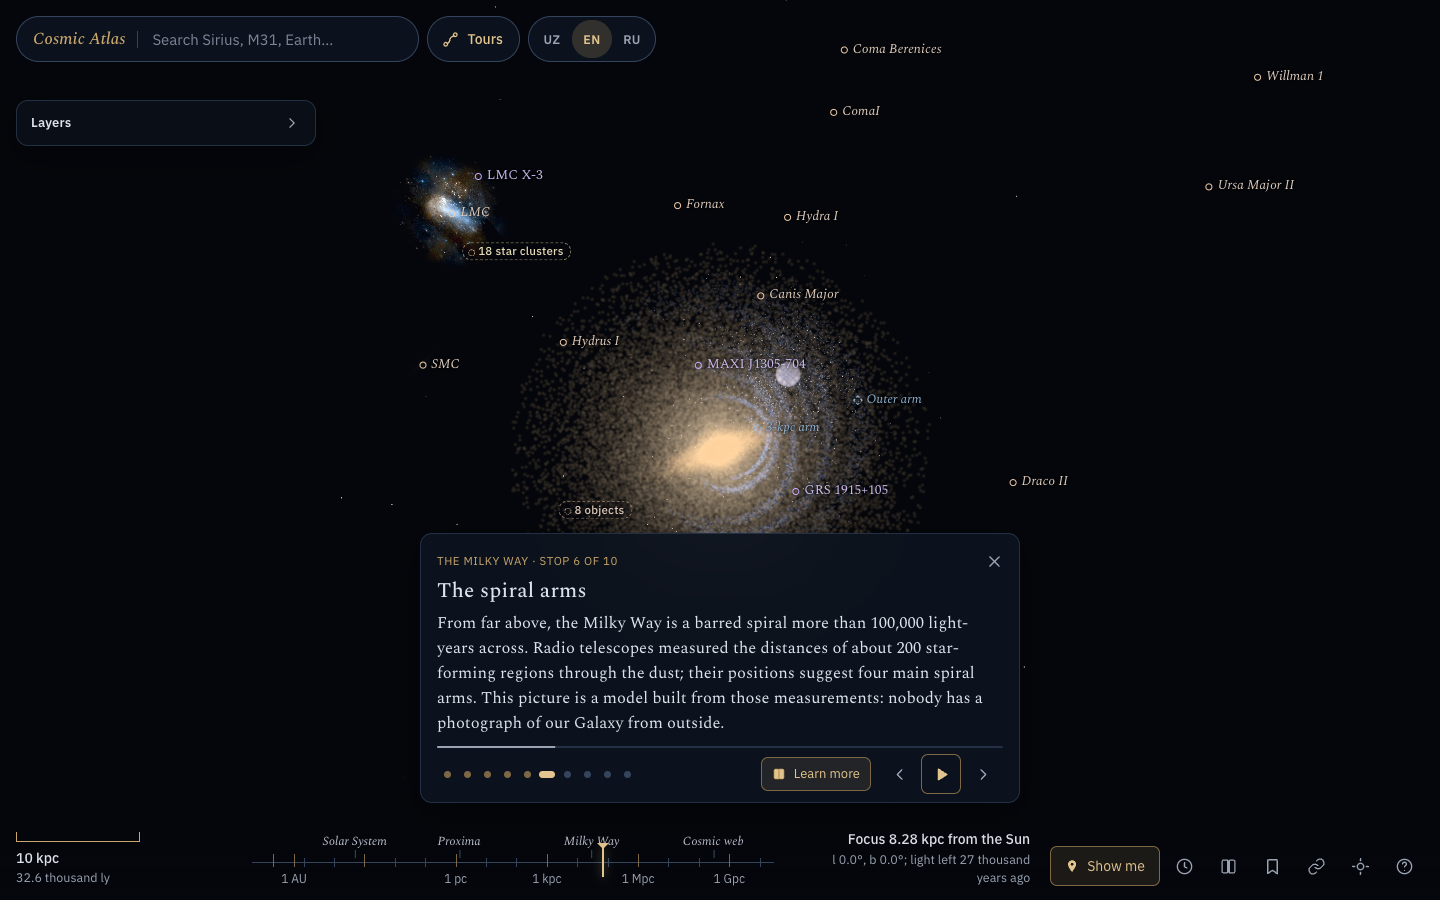 Cosmic Atlas
Search Sirius, M31, Earth...
Tours
UZ EN RU
Coma Berenices
Willman 1
ComaI
Layers
LMC X-3
Ursa Major II
Fornax
LMC
Hydra I
18 star clusters
Canis Major
Hydrus I
SMC
MAXI J1305-704
Outer arm
3-kpc arm
Draco II
GRS 1915+105
8 objects
THE MILKY WAY · STOP 6 OF 10
The spiral arms
From far above, the Milky Way is a barred spiral more than 100,000 light-
years across. Radio telescopes measured the distances of about 200 star-
forming regions through the dust; their positions suggest four main spiral
arms. This picture is a model built from those measurements: nobody has a
photograph of our Galaxy from outside.
Learn more
10 kpc
32.6 thousand ly
Solar System Proxima Milky Way Cosmic web
1 AU 1 pc 1 kpc 1 Mpc 1 Gpc
Focus 8.28 kpc from the Sun
l 0.0°, b 0.0°; light left 27 thousand
years ago
Show me